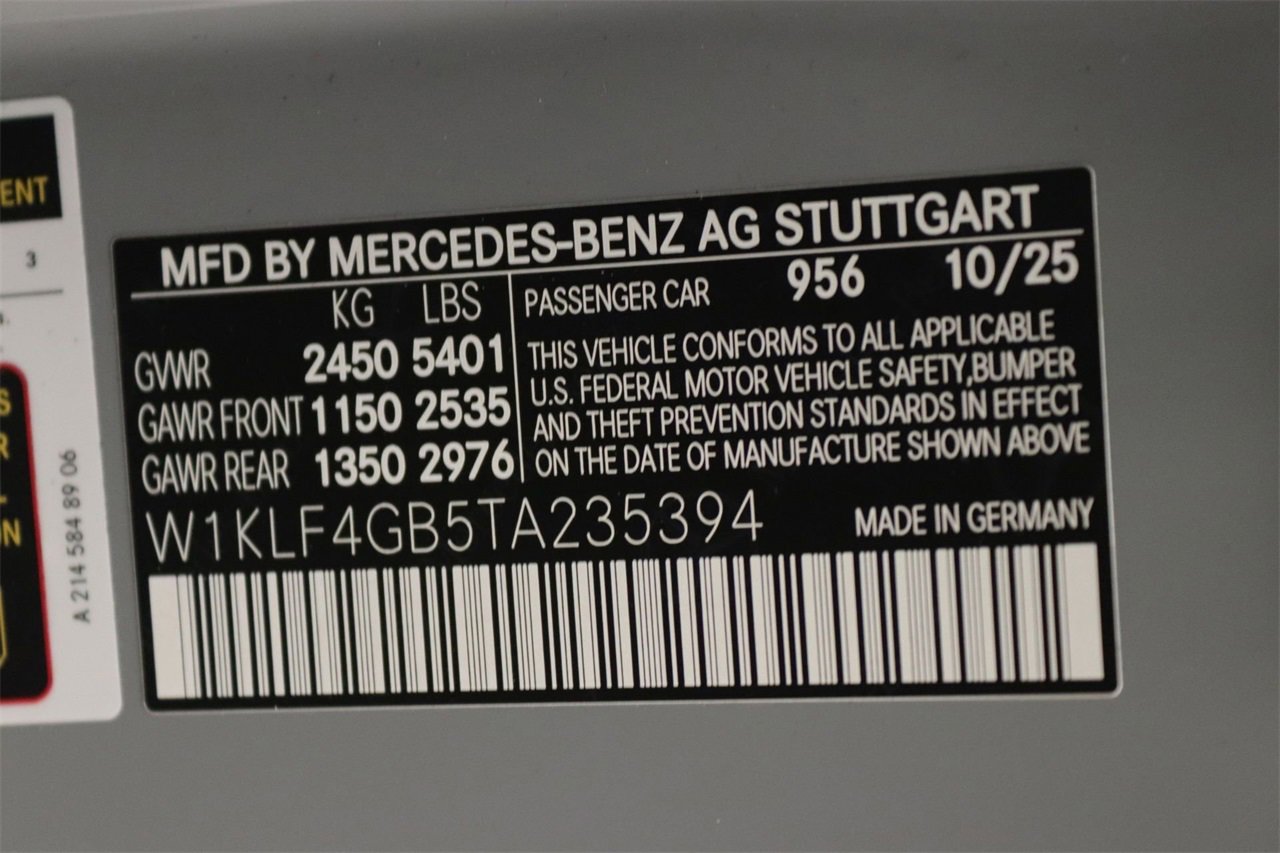 ENT
3
S
R
ON
A 214 584 89 06
MFD BY MERCEDES-BENZ AG STUTTGART
KG LBS
PASSENGER CAR 956 10/25
GVWR 2450 5401
GAWR FRONT 1150 2535
GAWR REAR 1350 2976
THIS VEHICLE CONFORMS TO ALL APPLICABLE
U.S. FEDERAL MOTOR VEHICLE SAFETY,BUMPER
AND THEFT PREVENTION STANDARDS IN EFFECT
ON THE DATE OF MANUFACTURE SHOWN ABOVE
W1KLF4GB5TA235394 MADE IN GERMANY